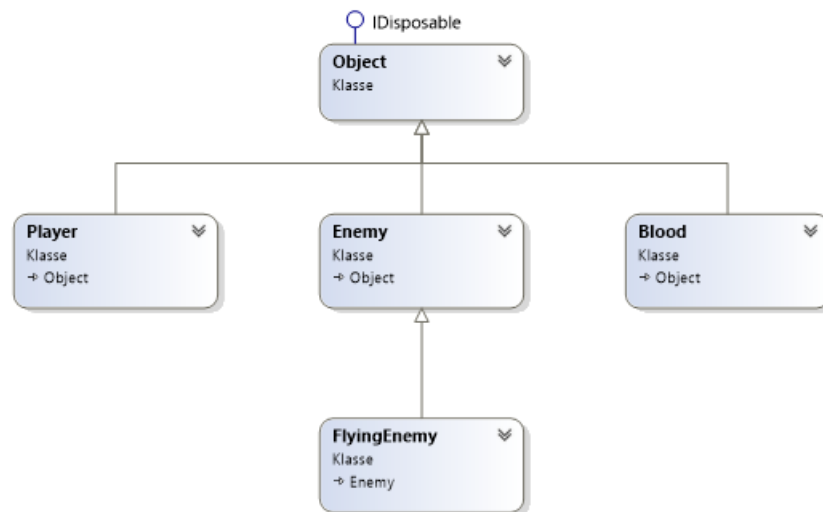 IDisposable
Object
Klasse
Player
Klasse
Object
Enemy
Klasse
Object
Blood
Klasse
Object
FlyingEnemy
Klasse
Enemy